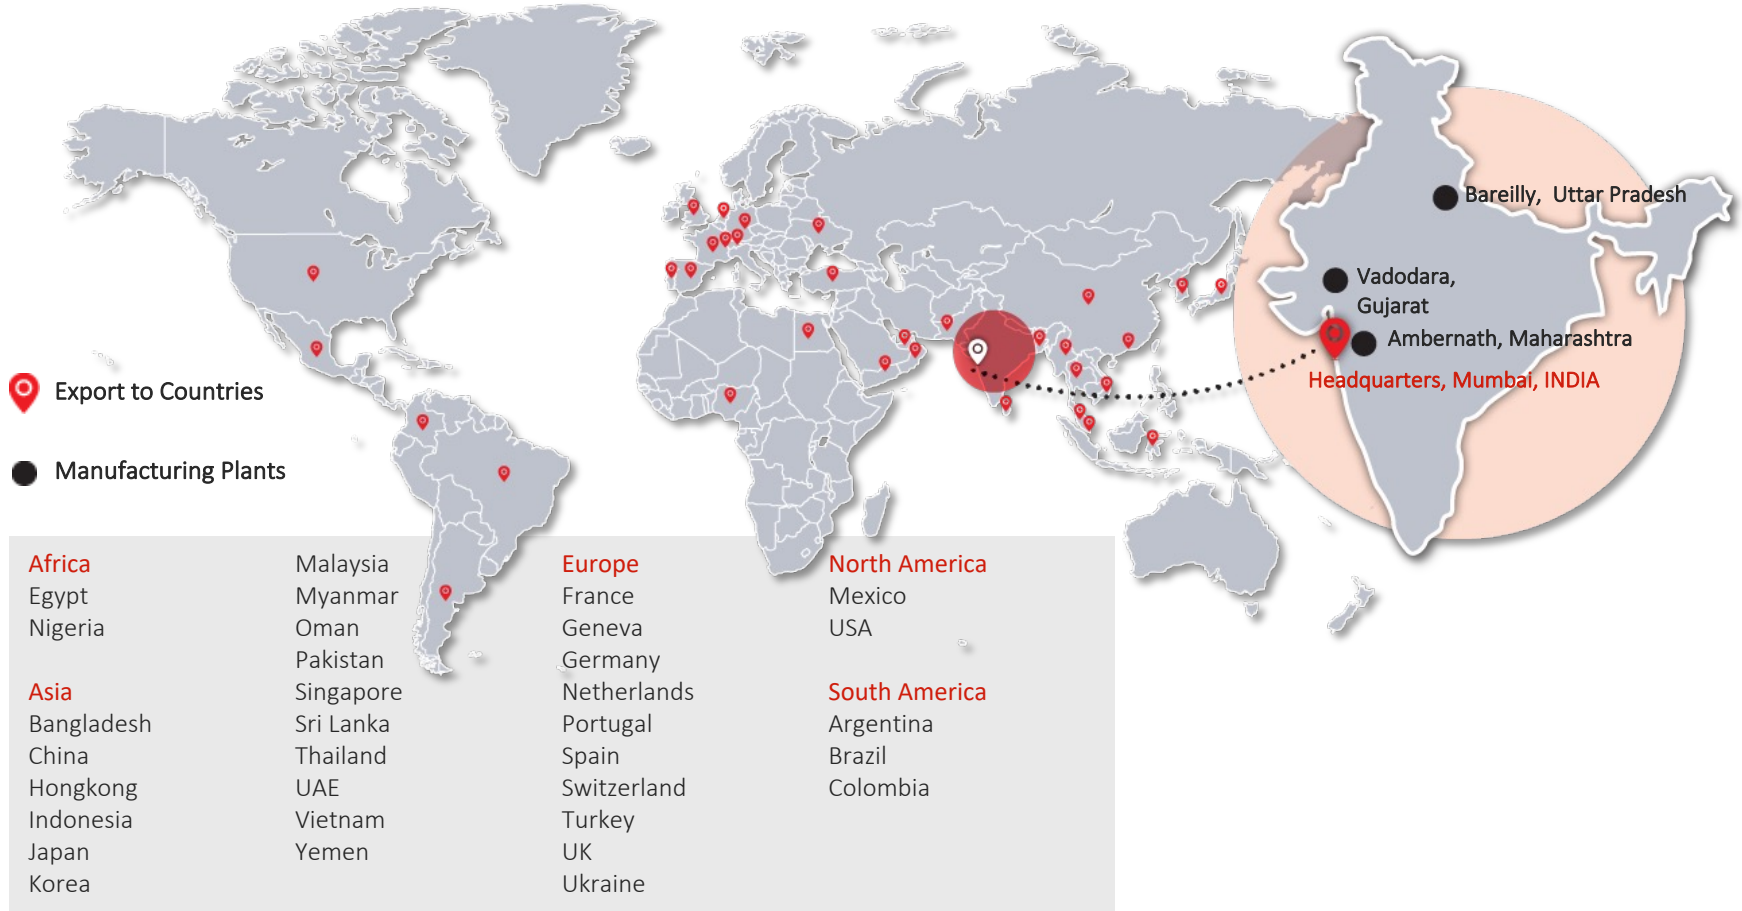 Bareilly, Uttar Pradesh
Vadodara,
Gujarat
Ambernath, Maharashtra
Headquarters, Mumbai, INDIA
Export to Countries
Manufacturing Plants
Africa
Egypt
Nigeria
Asia
Bangladesh
China
Hongkong
Indonesia
Japan
Korea
Malaysia
Myanmar
Oman
Pakistan
Singapore
Sri Lanka
Thailand
UAE
Vietnam
Yemen
Europe
France
Geneva
Germany
Netherlands
Portugal
Spain
Switzerland
Turkey
UK
Ukraine
North America
Mexico
USA
South America
Argentina
Brazil
Colombia